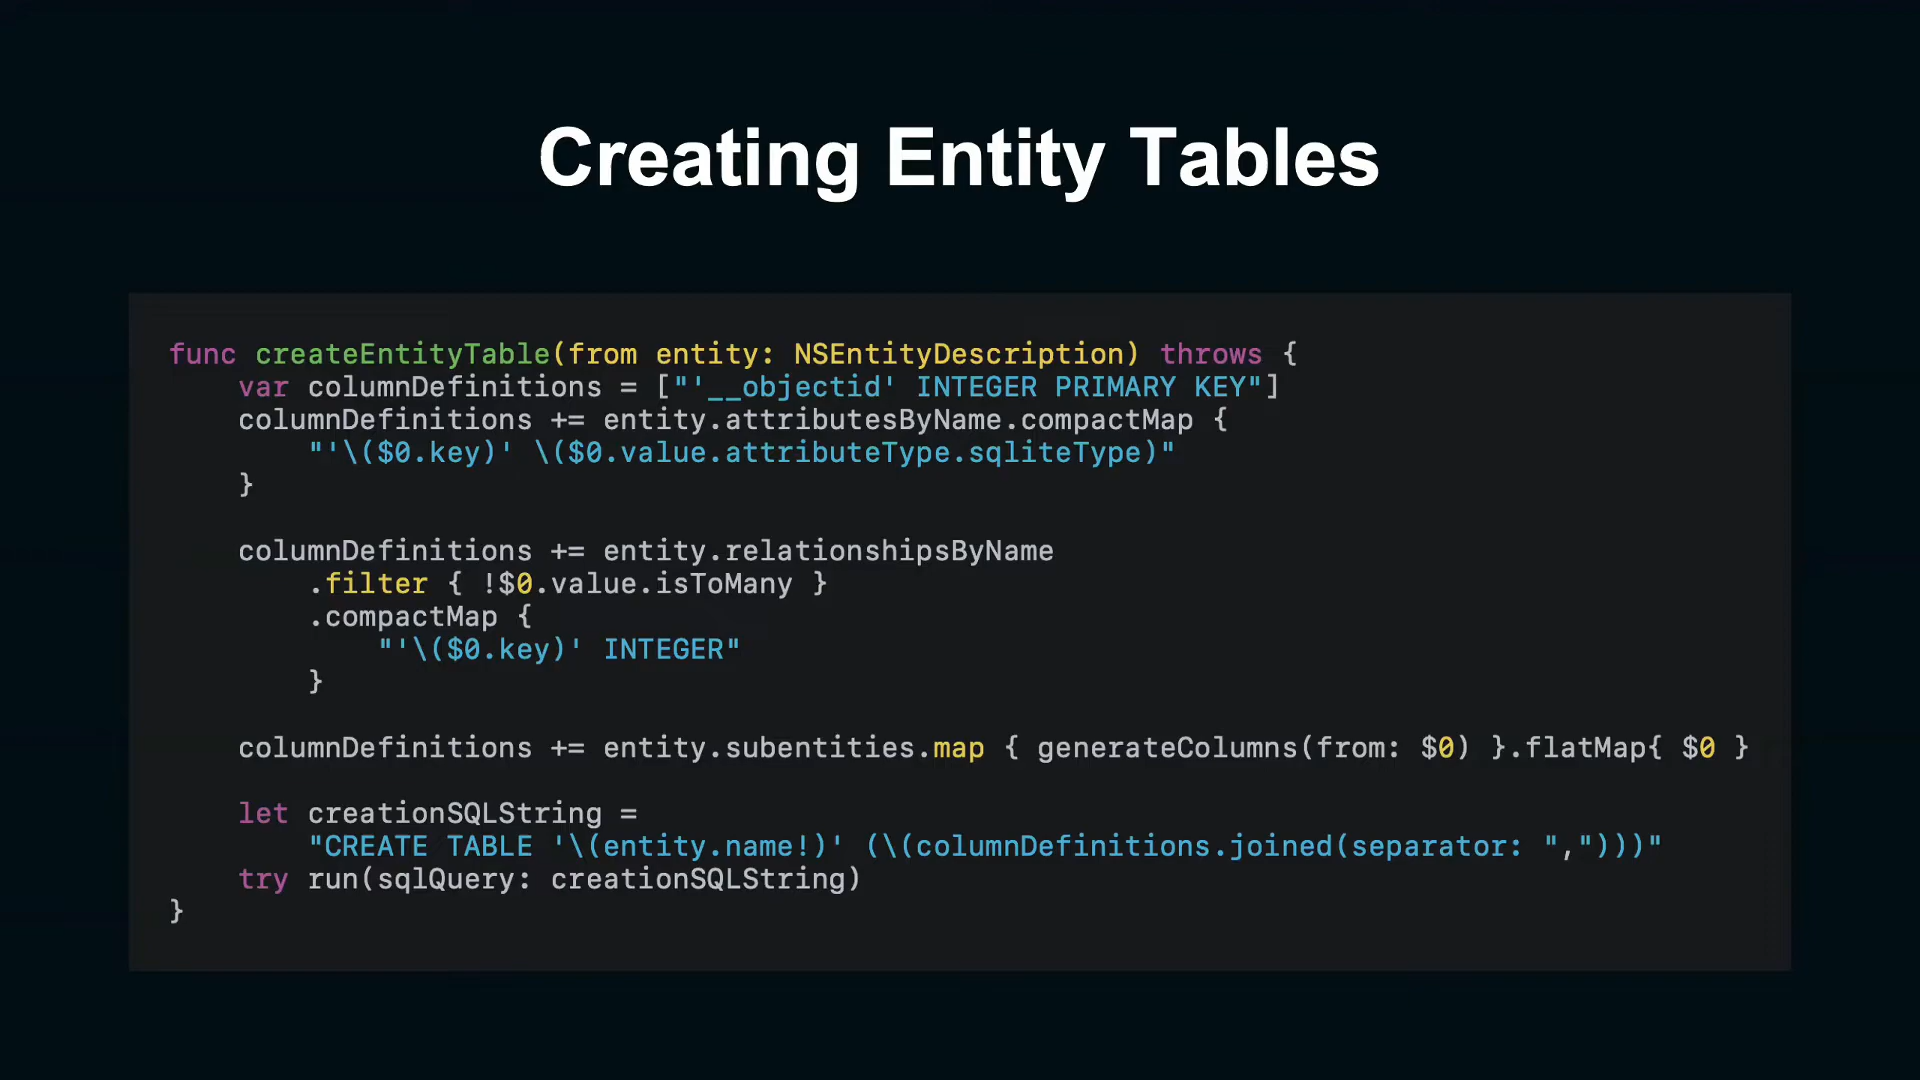 Creating Entity Tables
func createEntityTable(from entity: NSEntityDescription) throws {
    var columnDefinitions = ["'__objectid' INTEGER PRIMARY KEY"]
    columnDefinitions += entity.attributesByName.compactMap {
        "'\($0.key)' \($0.value.attributeType.sqliteType)"
    }
    columnDefinitions += entity.relationshipsByName
        .filter { !$0.value.isToMany }
        .compactMap {
            "'\($0.key)' INTEGER"
        }
    columnDefinitions += entity.subentities.map { generateColumns(from: $0) }.flatMap{ $0 }
    let creationSQLString =
        "CREATE TABLE '\(entity.name!)' (\(columnDefinitions.joined(separator: ",")))"
    try run(sqlQuery: creationSQLString)
}